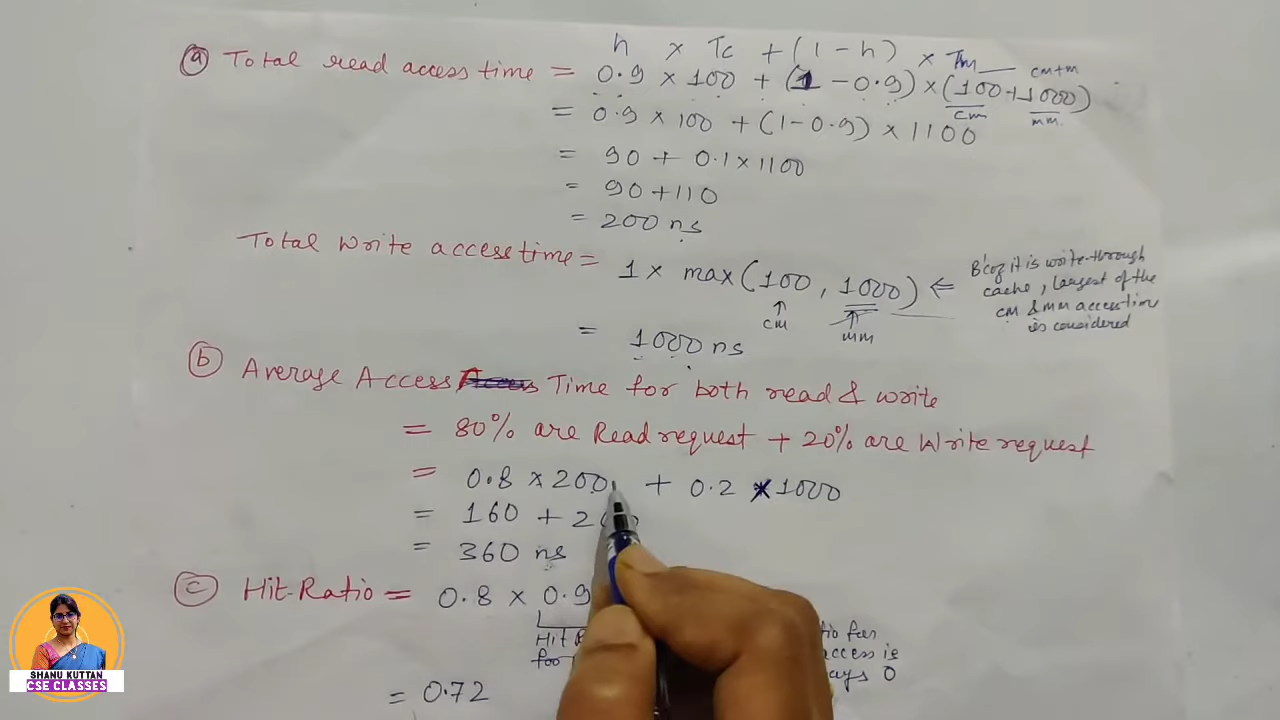 h × Tc + (1 - h) × Tm
cm+m
(a) Total read access time = 0.9 × 100 + (1 - 0.9) × (100 + 1000)
cm mm.
= 0.9 × 100 + (1 - 0.9) × 1100
= 90 + 0.1 × 1100
= 90 + 110
= 200 ns
Total Write access time = 1 × max (100, 1000) ⇐ B'coz it is write-through
cache, largest of the
cm & mm access time
is considered
↑ ↑
cm mm
= 1000 ns
(b) Average Access Time for both read & write
= 80% are Read request + 20% are Write request
= 0.8 × 200 + 0.2 × 1000
= 160 + 2
= 360 ns
(c) Hit-Ratio = 0.8 × 0.9
Hit
for
access is
0
= 0.72
SHANU KUTTAN
CSE CLASSES